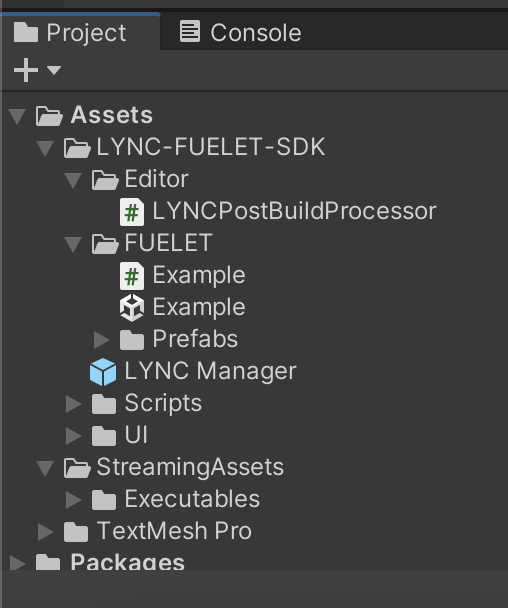 Project Console
Assets
LYNC-FUELET-SDK
Editor
# LYNCPostBuildProcessor
FUELET
# Example
Example
Prefabs
LYNC Manager
Scripts
UI
StreamingAssets
Executables
TextMesh Pro
Packages